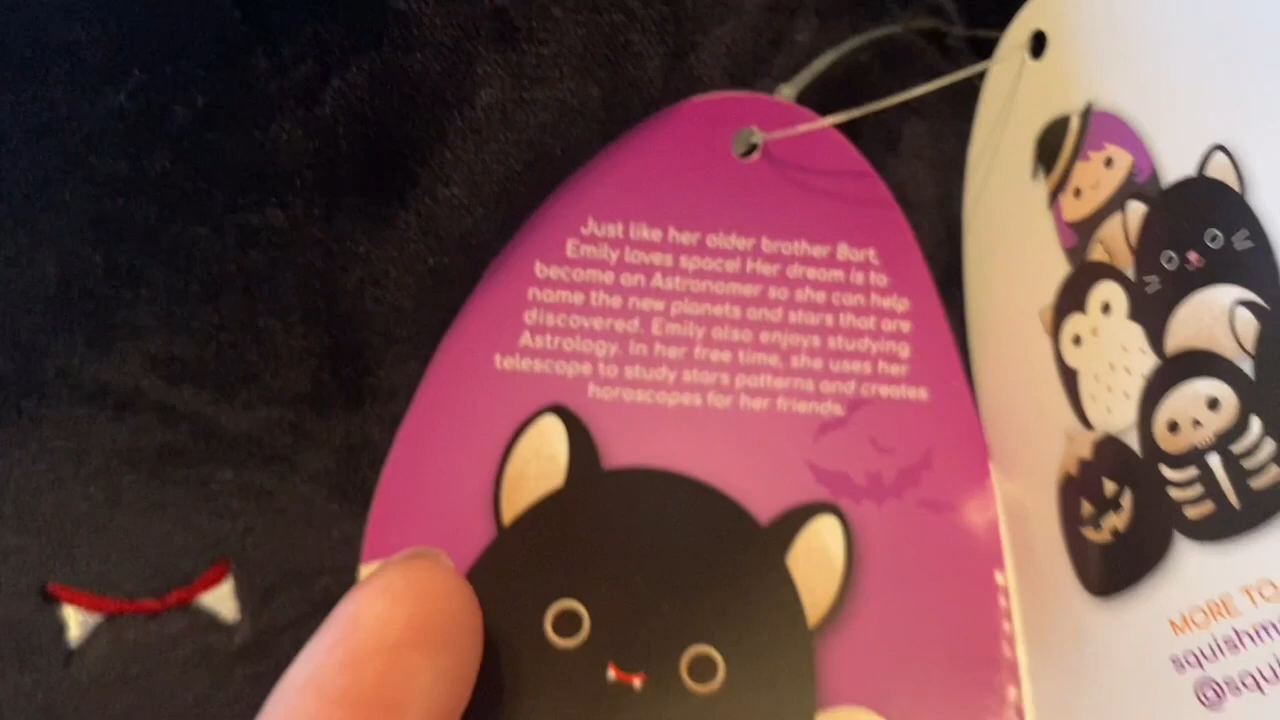 Just like her older brother Bart,
Emily loves space! Her dream is to
become an Astronomer so she can help
name the new planets and stars that are
discovered. Emily also enjoys studying
Astrology. In her free time, she uses her
telescope to study stars patterns and creates
horoscopes for her friends.
MORE TO
squishm
@squi